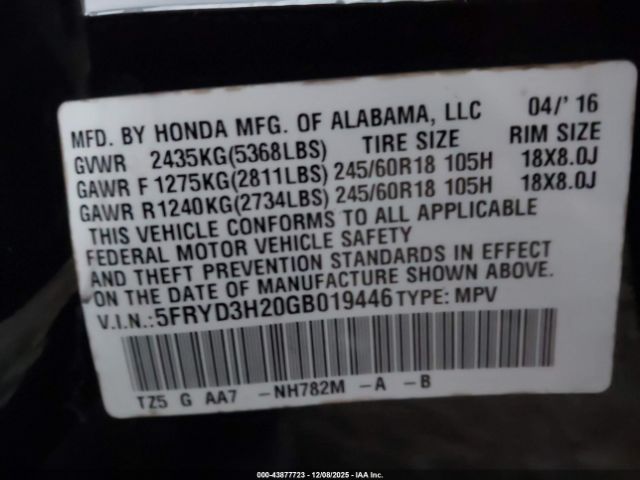 MFD. BY HONDA MFG. OF ALABAMA, LLC 04/'16
GVWR 2435KG(5368LBS) TIRE SIZE RIM SIZE
GAWR F 1275KG(2811LBS) 245/60R18 105H 18X8.0J
GAWR R1240KG(2734LBS) 245/60R18 105H 18X8.0J
THIS VEHICLE CONFORMS TO ALL APPLICABLE
FEDERAL MOTOR VEHICLE SAFETY
AND THEFT PREVENTION STANDARDS IN EFFECT
ON THE DATE OF MANUFACTURE SHOWN ABOVE.
V.I.N.:5FRYD3H20GB019446 TYPE: MPV
TZ5 G AA7 -NH782M -A -B
000-43877723 - 12/08/2025 - IAA Inc.